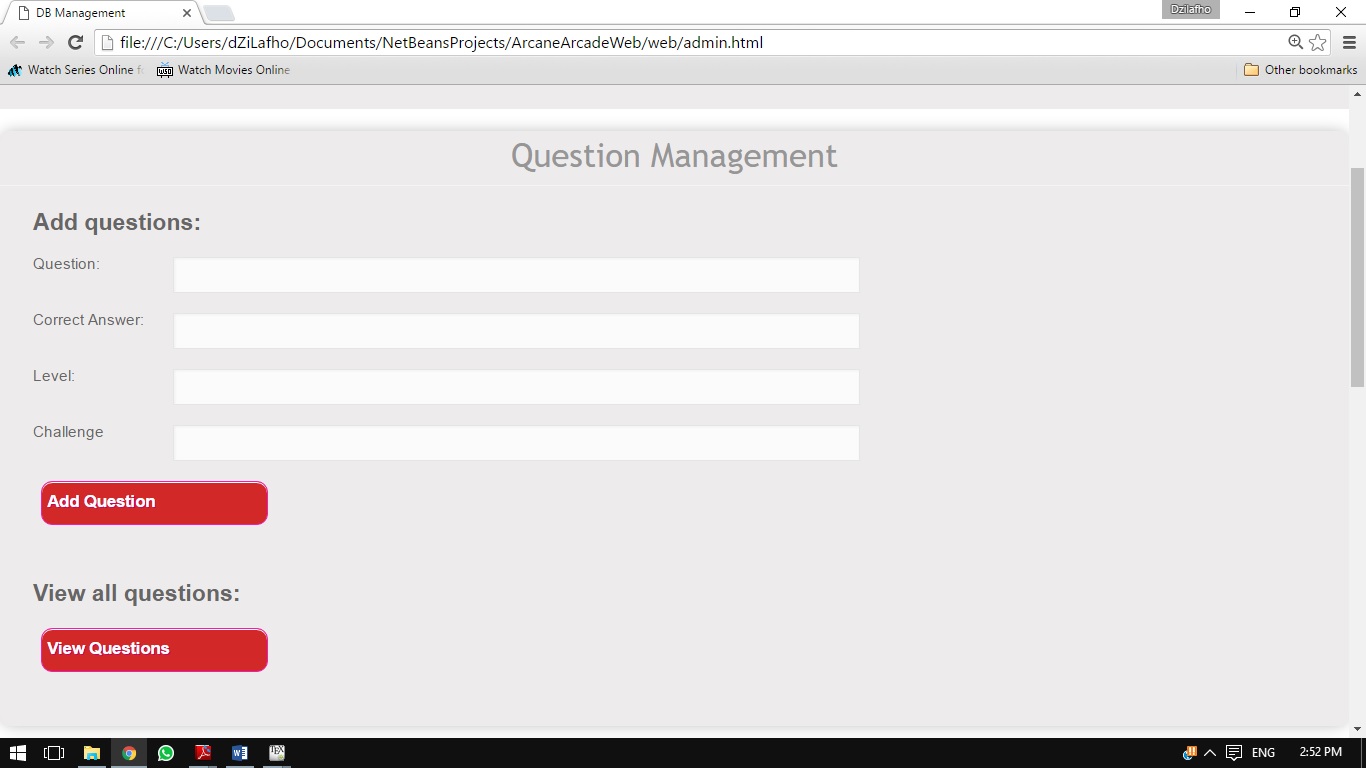 DB Management
Dzilafho
file:///C:/Users/dZiLafho/Documents/NetBeansProjects/ArcaneArcadeWeb/web/admin.html
Watch Series Online f
Watch Movies Online
Other bookmarks
Question Management
Add questions:
Question:
Correct Answer:
Level:
Challenge
Add Question
View all questions:
View Questions
ENG
2:52 PM